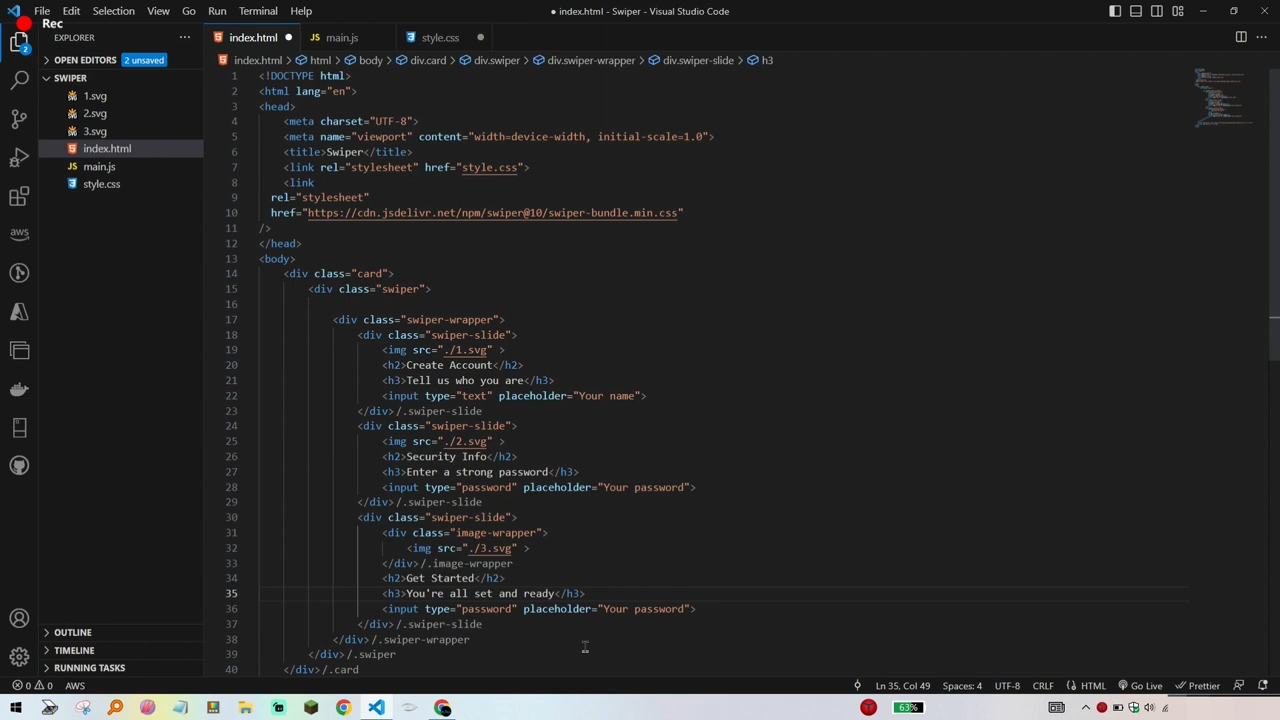 File Edit Selection View Go Run Terminal Help
● index.html - Swiper - Visual Studio Code
Rec
EXPLORER
index.html
main.js
style.css
OPEN EDITORS 2 unsaved
index.html > html > body > div.card > div.swiper > div.swiper-wrapper > div.swiper-slide > h3
SWIPER
1.svg
2.svg
3.svg
index.html
main.js
style.css
2
aws
1 <!DOCTYPE html>
2 <html lang="en">
3 <head>
4 <meta charset="UTF-8">
5 <meta name="viewport" content="width=device-width, initial-scale=1.0">
6 <title>Swiper</title>
7 <link rel="stylesheet" href="style.css">
8 <link
9 rel="stylesheet"
10 href="https://cdn.jsdelivr.net/npm/swiper@10/swiper-bundle.min.css"
11 />
12 </head>
13 <body>
14 <div class="card">
15 <div class="swiper">
16
17 <div class="swiper-wrapper">
18 <div class="swiper-slide">
19 <img src="./1.svg" >
20 <h2>Create Account</h2>
21 <h3>Tell us who you are</h3>
22 <input type="text" placeholder="Your name">
23 </div>/.swiper-slide
24 <div class="swiper-slide">
25 <img src="./2.svg" >
26 <h2>Security Info</h2>
27 <h3>Enter a strong password</h3>
28 <input type="password" placeholder="Your password">
29 </div>/.swiper-slide
30 <div class="swiper-slide">
31 <div class="image-wrapper">
32 <img src="./3.svg" >
33 </div>/.image-wrapper
34 <h2>Get Started</h2>
35 <h3>You're all set and ready</h3>
36 <input type="password" placeholder="Your password">
37 </div>/.swiper-slide
38 </div>/.swiper-wrapper
39 </div>/.swiper
40 </div>/.card
OUTLINE
TIMELINE
RUNNING TASKS
0 0 AWS
Ln 35, Col 49 Spaces: 4 UTF-8 CRLF HTML Go Live Prettier
63%